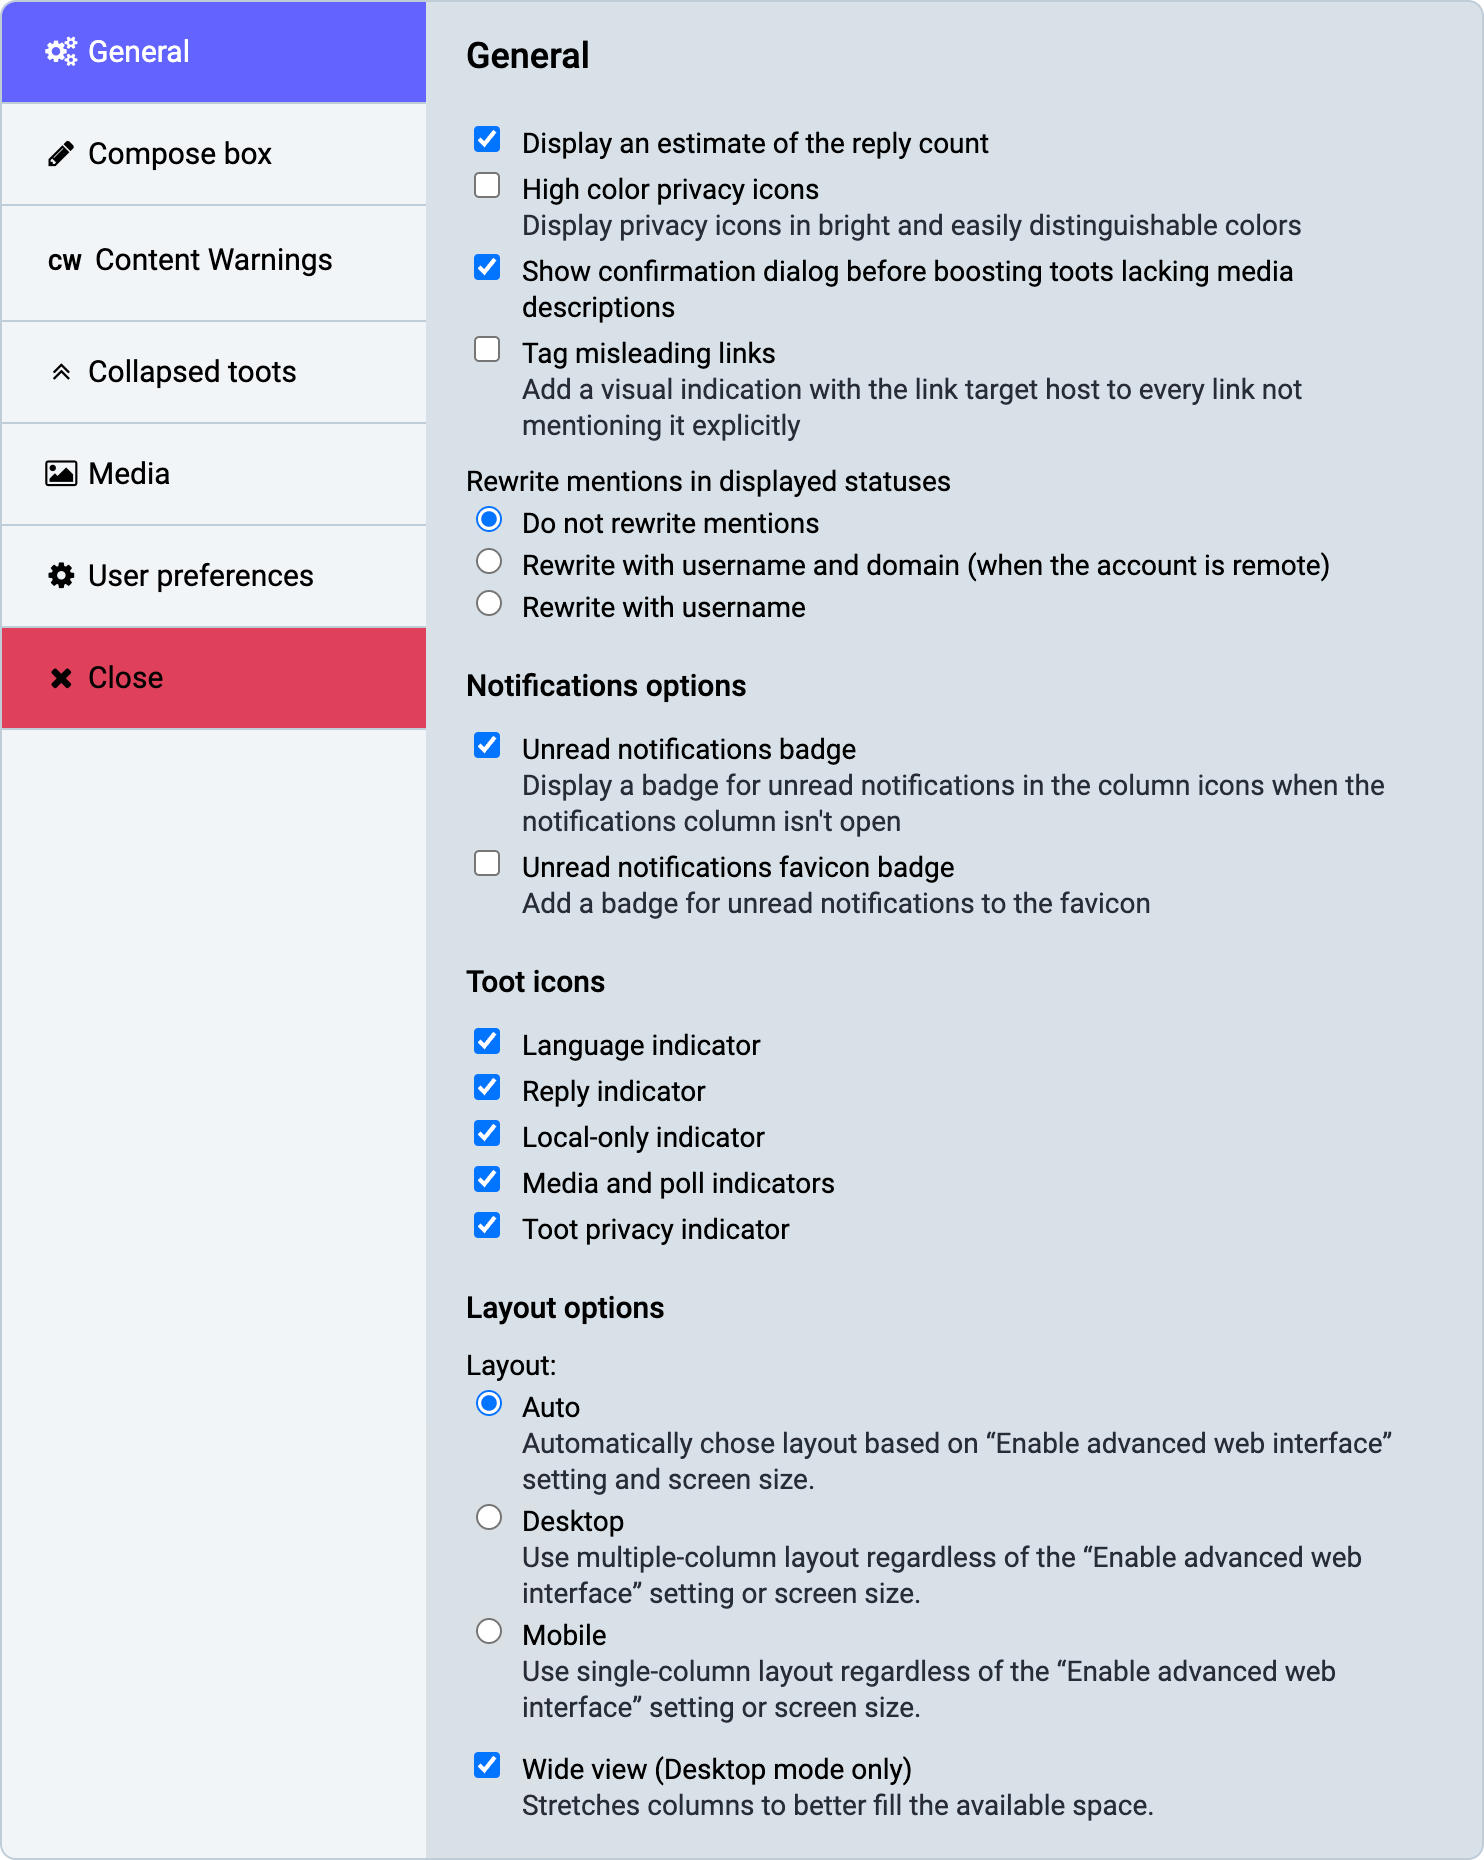 General
Compose box
CW Content Warnings
Collapsed toots
Media
User preferences
Close
General
Display an estimate of the reply count
High color privacy icons
Display privacy icons in bright and easily distinguishable colors
Show confirmation dialog before boosting toots lacking media
descriptions
Tag misleading links
Add a visual indication with the link target host to every link not
mentioning it explicitly
Rewrite mentions in displayed statuses
Do not rewrite mentions
Rewrite with username and domain (when the account is remote)
Rewrite with username
Notifications options
Unread notifications badge
Display a badge for unread notifications in the column icons when the
notifications column isn't open
Unread notifications favicon badge
Add a badge for unread notifications to the favicon
Toot icons
Language indicator
Reply indicator
Local-only indicator
Media and poll indicators
Toot privacy indicator
Layout options
Layout:
Auto
Automatically chose layout based on “Enable advanced web interface”
setting and screen size.
Desktop
Use multiple-column layout regardless of the “Enable advanced web
interface” setting or screen size.
Mobile
Use single-column layout regardless of the “Enable advanced web
interface” setting or screen size.
Wide view (Desktop mode only)
Stretches columns to better fill the available space.